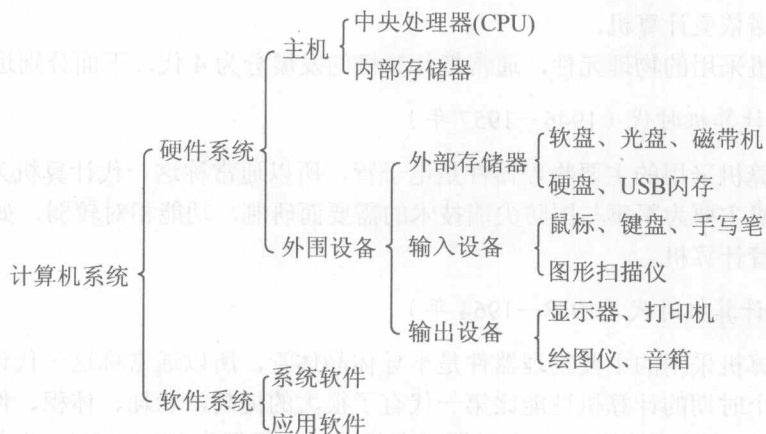 中央处理器(CPU)
主机
内部存储器
硬件系统
软盘、光盘、磁带机
外部存储器
硬盘、USB闪存
鼠标、键盘、手写笔
外围设备
输入设备
图形扫描仪
计算机系统
显示器、打印机
输出设备
绘图仪、音箱
系统软件
软件系统
应用软件